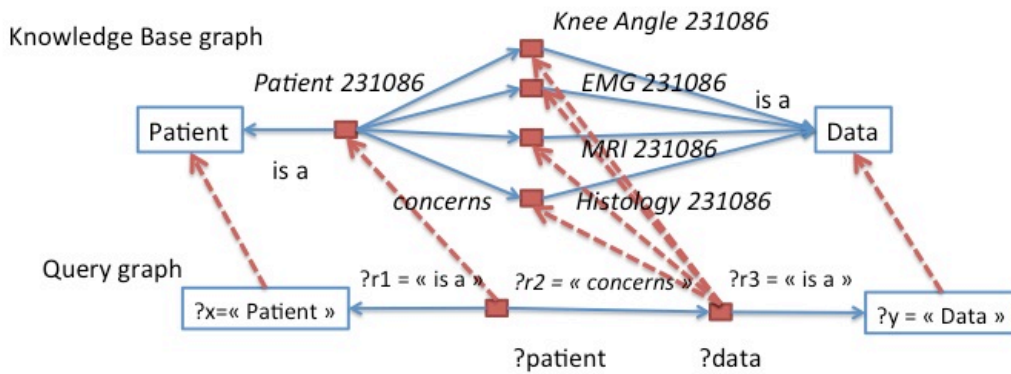 Knee Angle 231086
Knowledge Base graph
Patient 231086
EMG 231086
is a
Patient
Data
MRI 231086
is a
concerns
Histology 231086
Query graph
?r1 = « is a »
?r2 = « concerns »
?r3 = « is a »
?x=« Patient »
?y = « Data »
?patient
?data